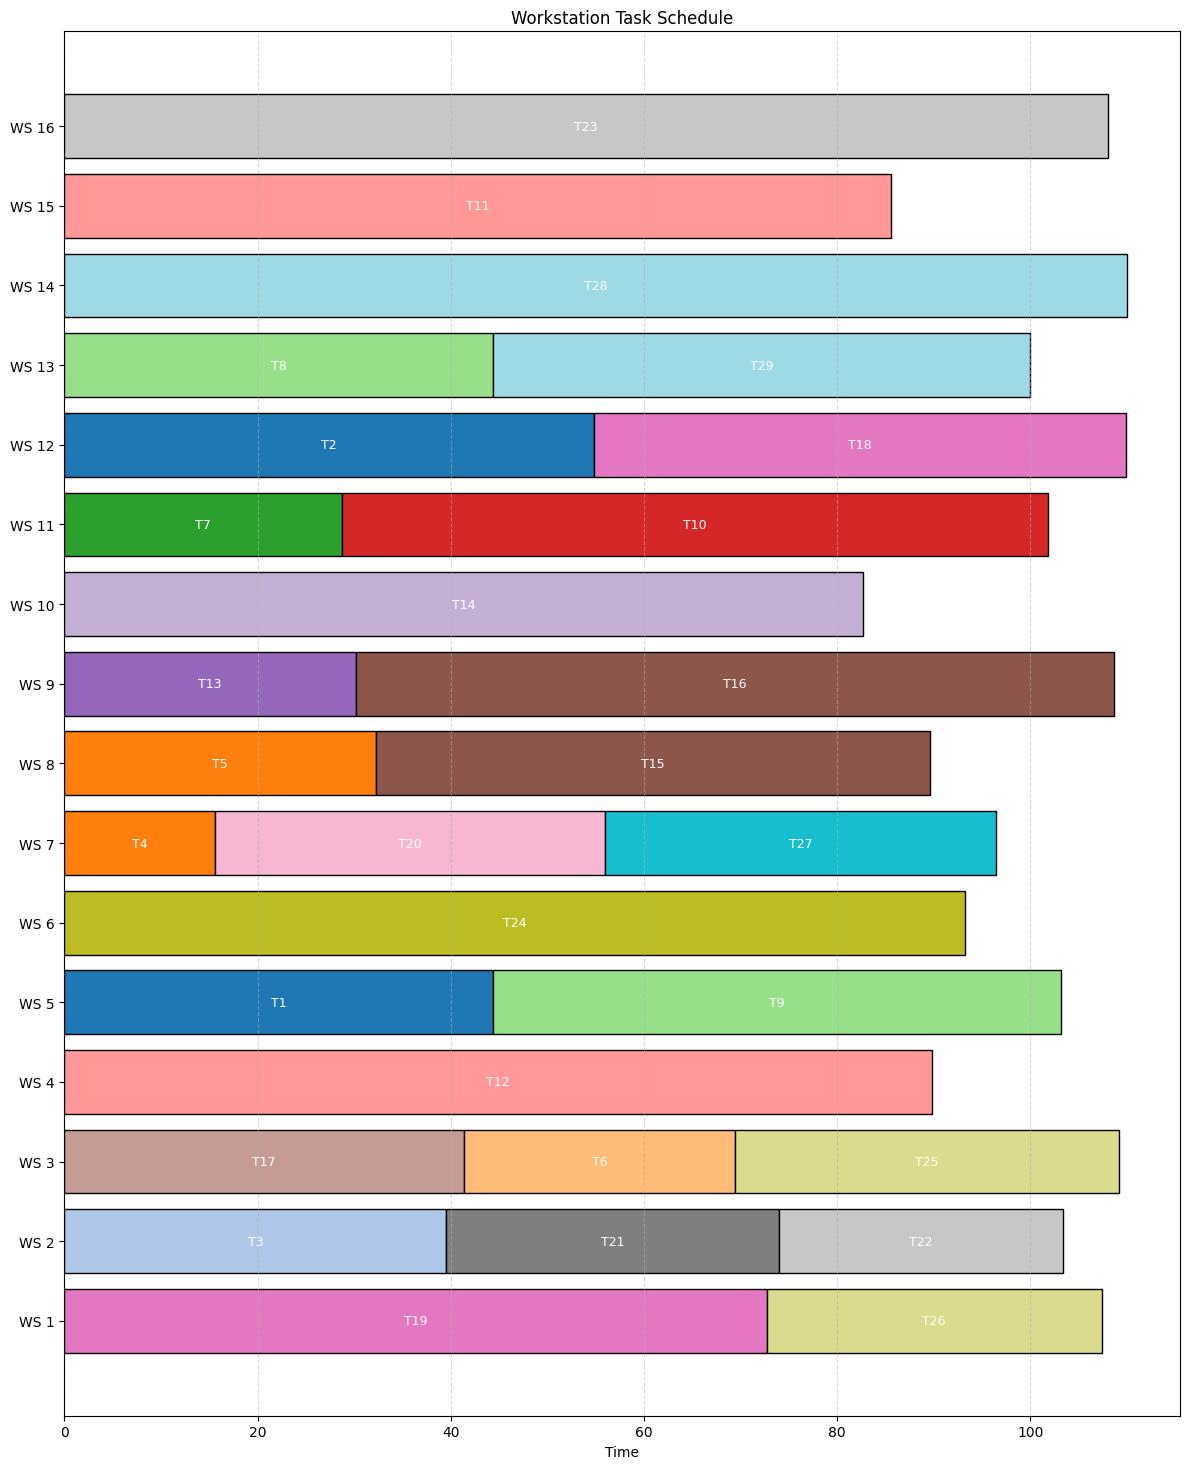 Workstation Task Schedule
WS 16 T23
WS 15 T11
WS 14 T28
WS 13 T8 T29
WS 12 T2 T18
WS 11 T7 T10
WS 10 T14
WS 9 T13 T16
WS 8 T5 T15
WS 7 T4 T20 T27
WS 6 T24
WS 5 T1 T9
WS 4 T12
WS 3 T17 T6 T25
WS 2 T3 T21 T22
WS 1 T19 T26
0 20 40 60 80 100
Time